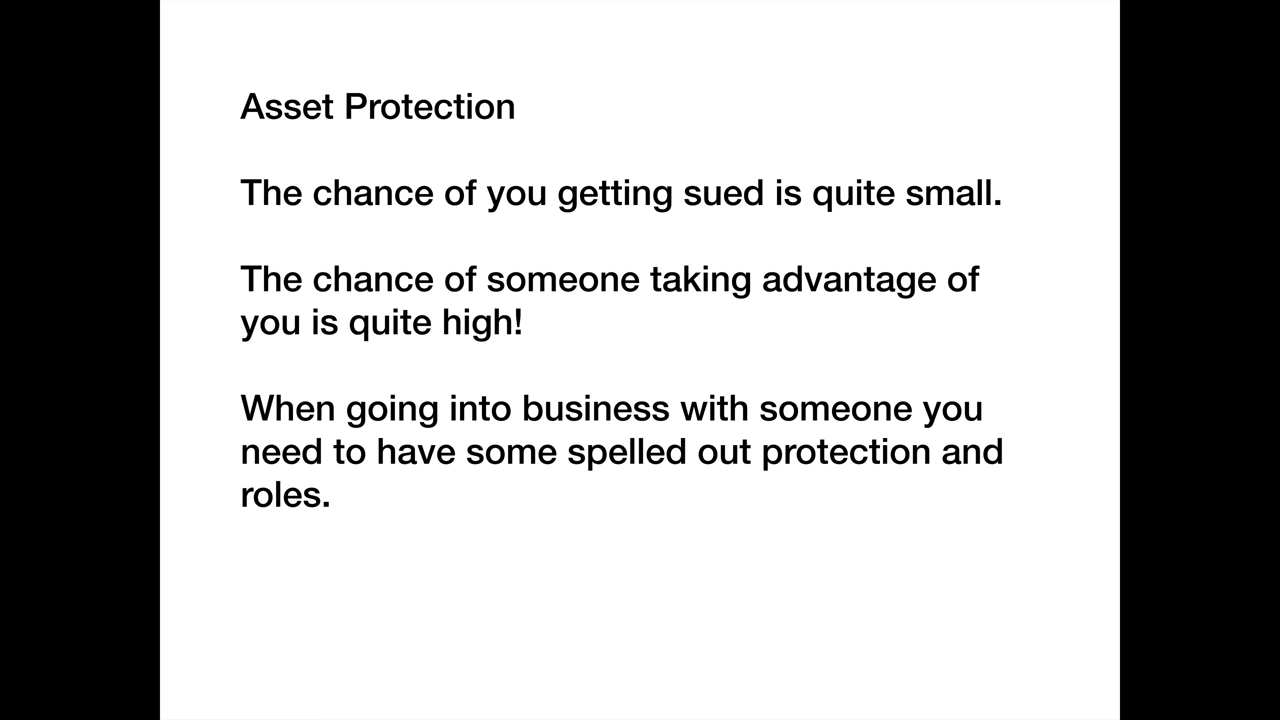 Asset Protection
The chance of you getting sued is quite small.
The chance of someone taking advantage of
you is quite high!
When going into business with someone you
need to have some spelled out protection and
roles.